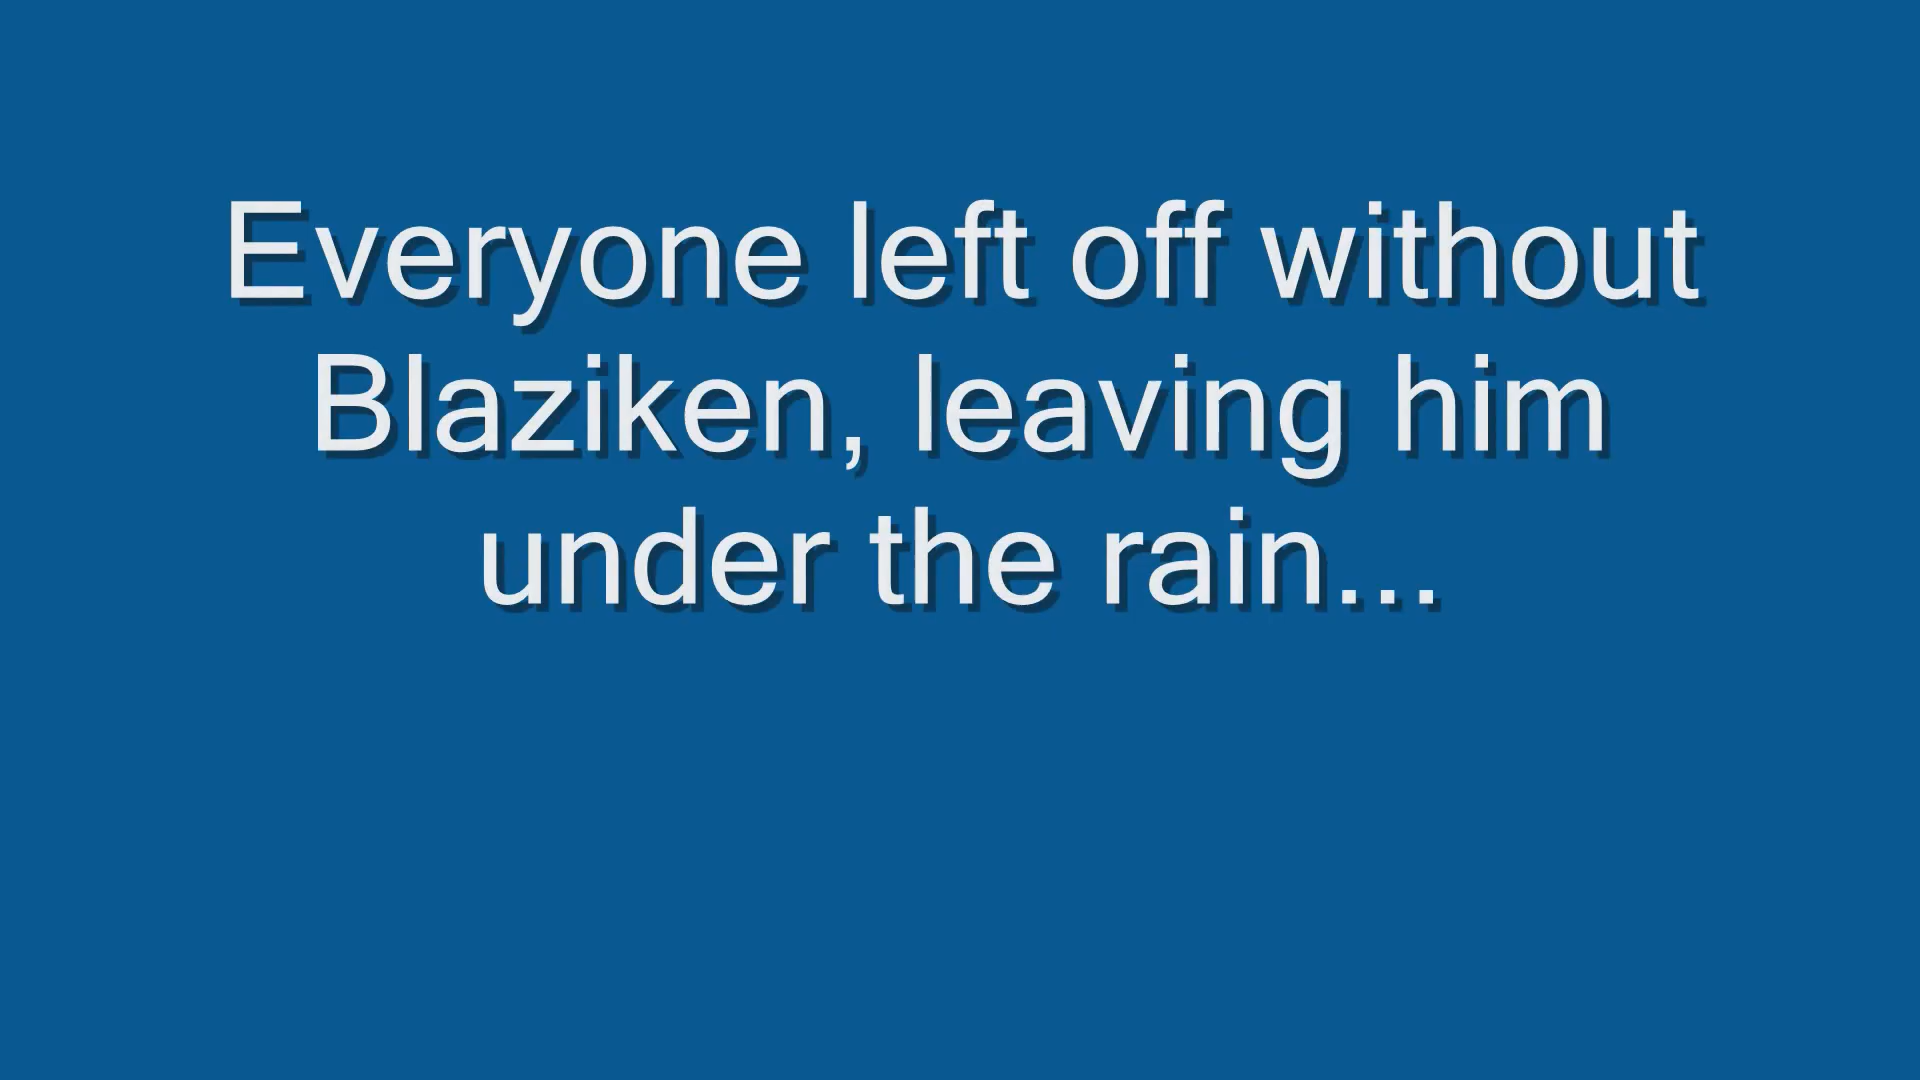 Everyone left off without
Blaziken, leaving him
under the rain...